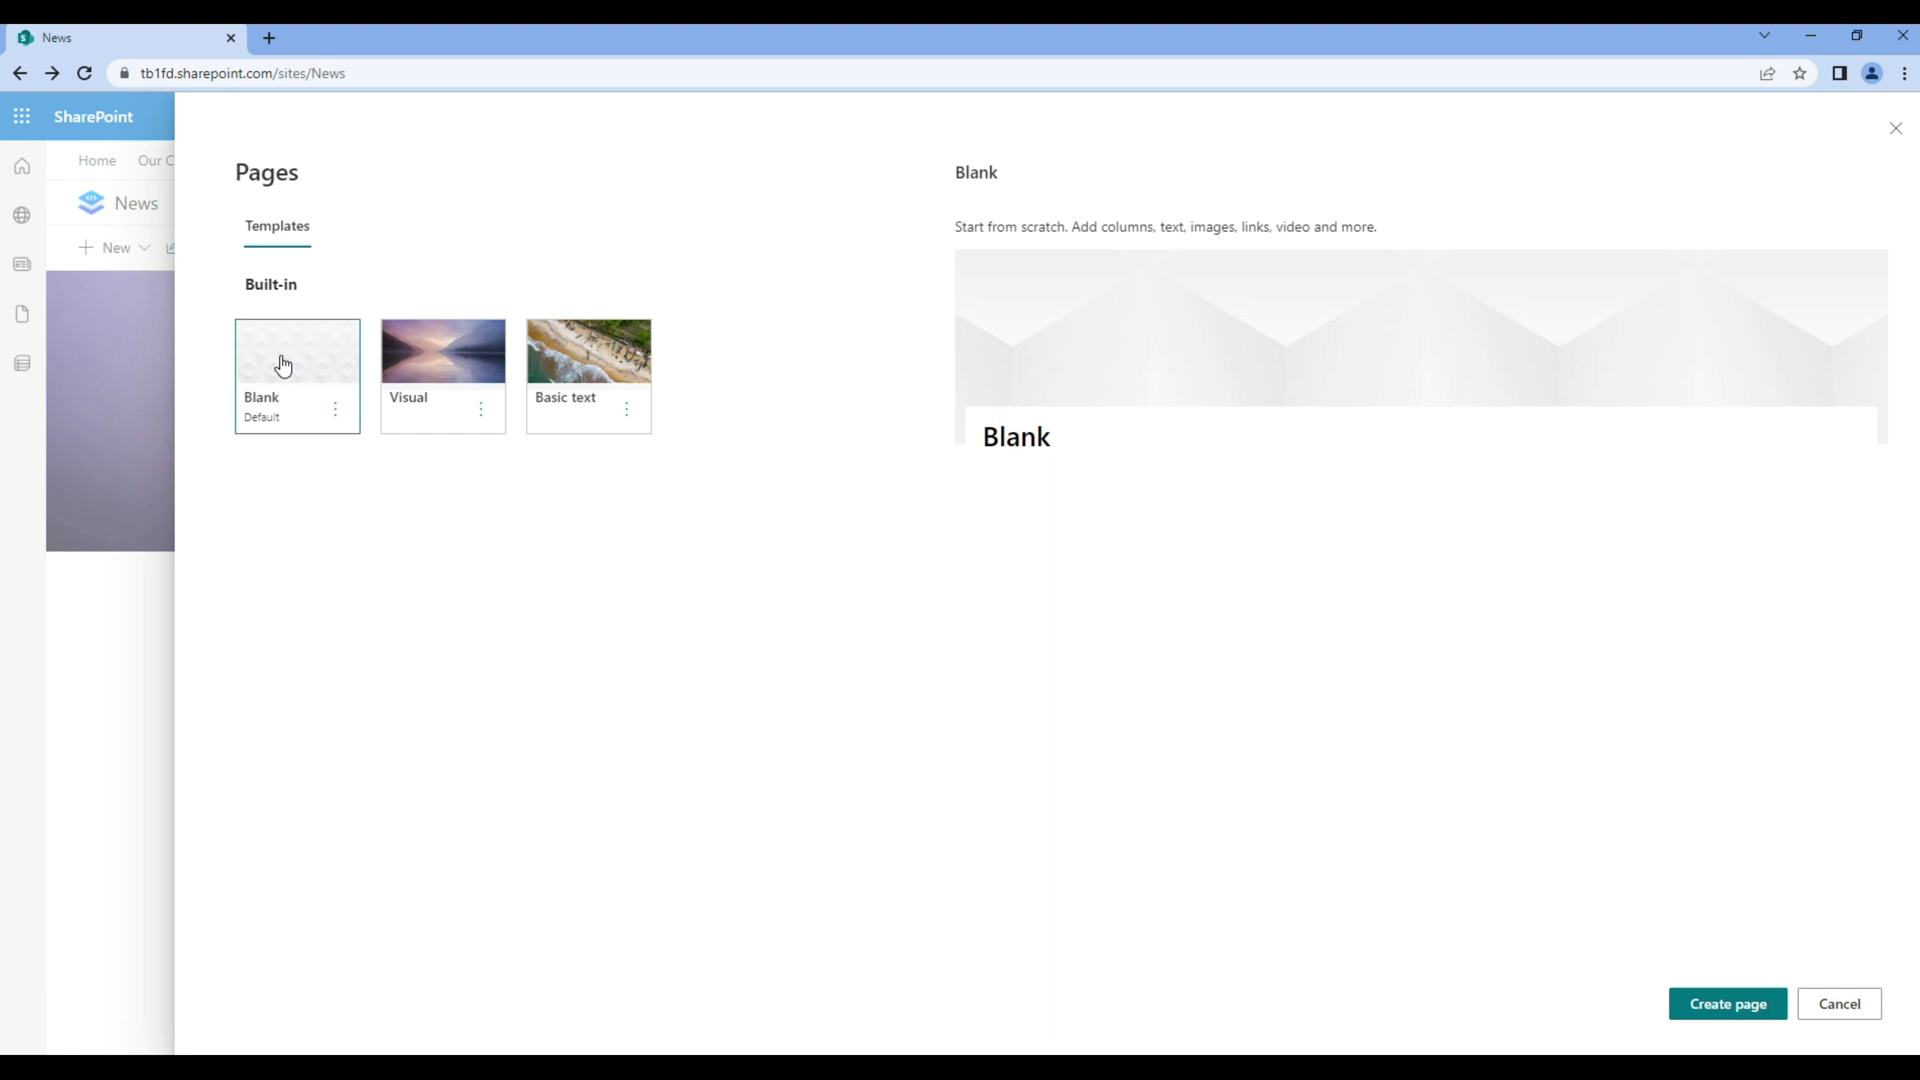 News
tb1fd.sharepoint.com/sites/News
SharePoint
Home Our C
News
New
Pages
Templates
Built-in
Blank
Default
Visual
Basic text
Blank
Start from scratch. Add columns, text, images, links, video and more.
Blank
Create page
Cancel